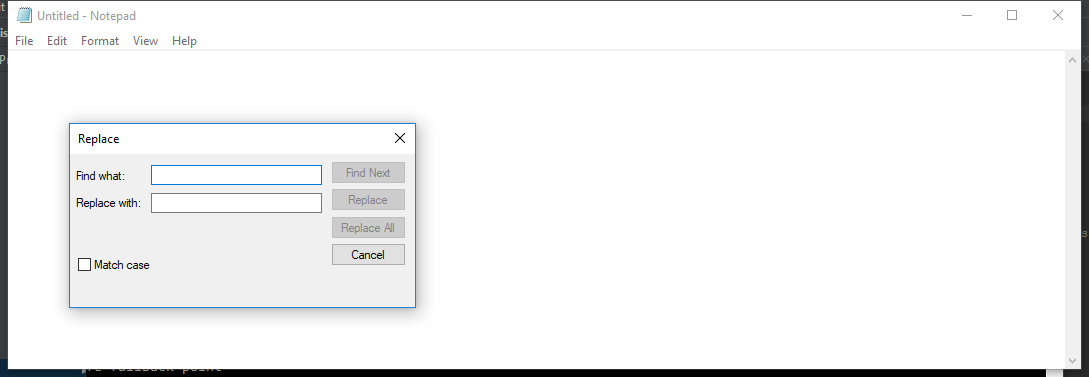 Untitled - Notepad
File Edit Format View Help
Replace
Find what:
Find Next
Replace with:
Replace
Replace All
Cancel
Match case